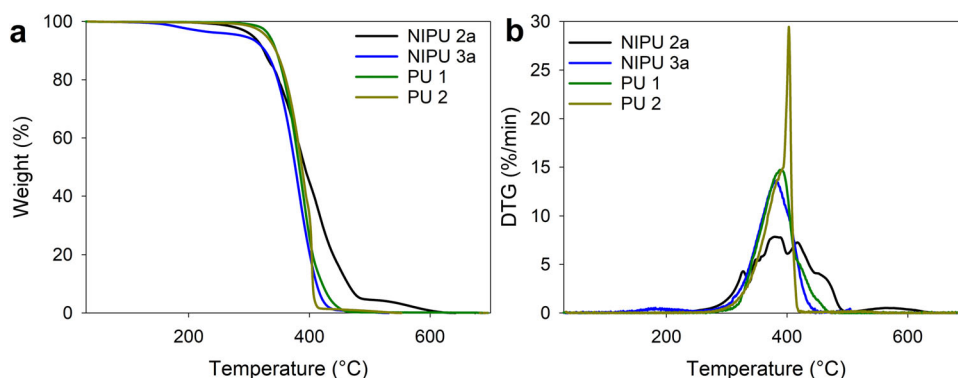 a
100
80
60
40
20
0
Weight (%)
200
400
600
Temperature (°C)
NIPU 2a
NIPU 3a
PU 1
PU 2
b
30
25
20
15
10
5
0
DTG (%/min)
200
400
600
Temperature (°C)
NIPU 2a
NIPU 3a
PU 1
PU 2